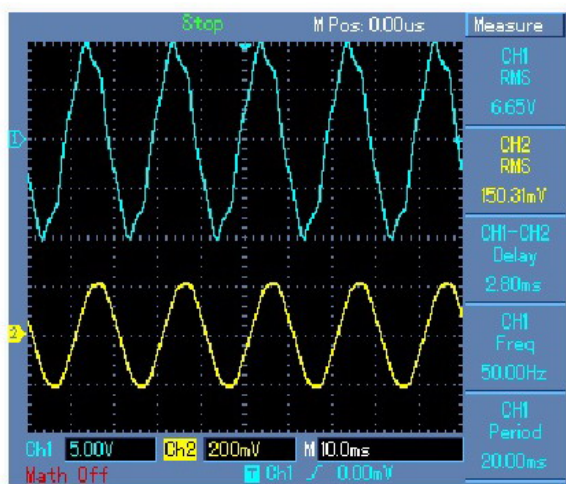 Stop M Pos: 0.00us Measure
CH1
RMS
6.65V
CH2
RMS
150.31mV
CH1-CH2
Delay
2.80ms
CH1
Freq
50.00Hz
CH1
Period
20.00ms
1
2
Ch1 5.00V Ch2 200mV M 10.0ms
Math Off T Ch1 0.00mV